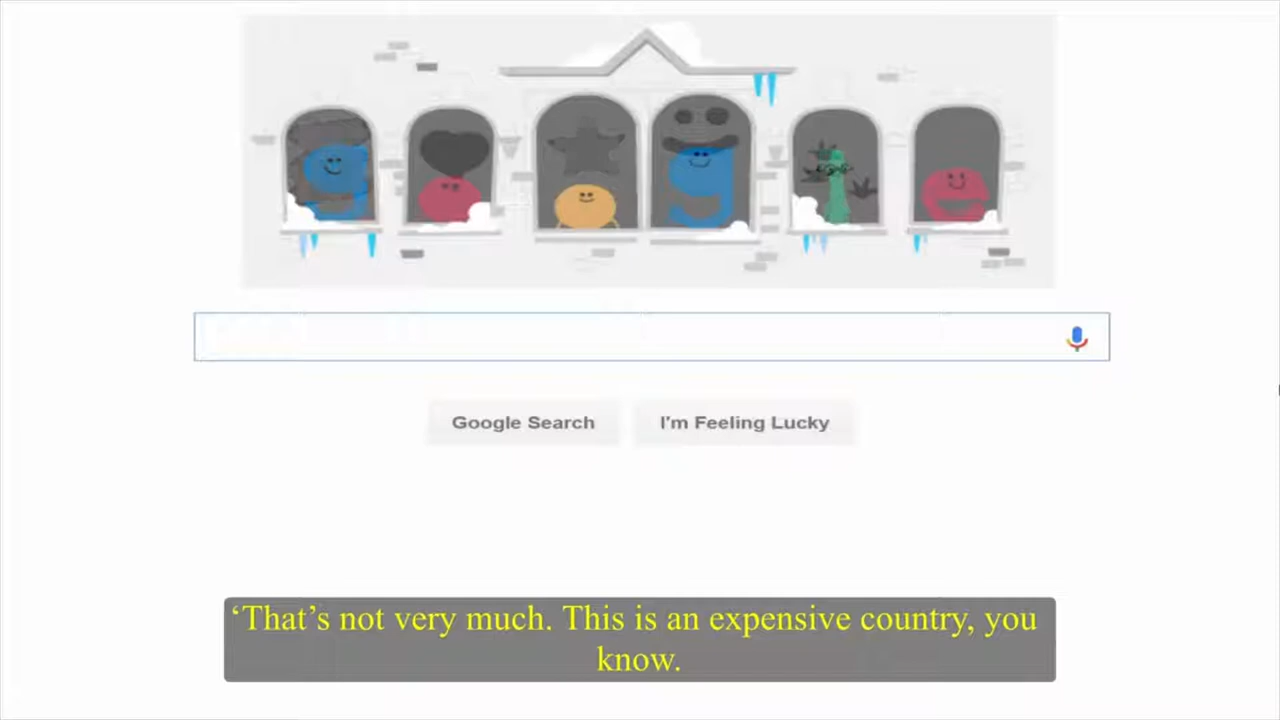 Google Search
I'm Feeling Lucky
‘That’s not very much. This is an expensive country, you
know.